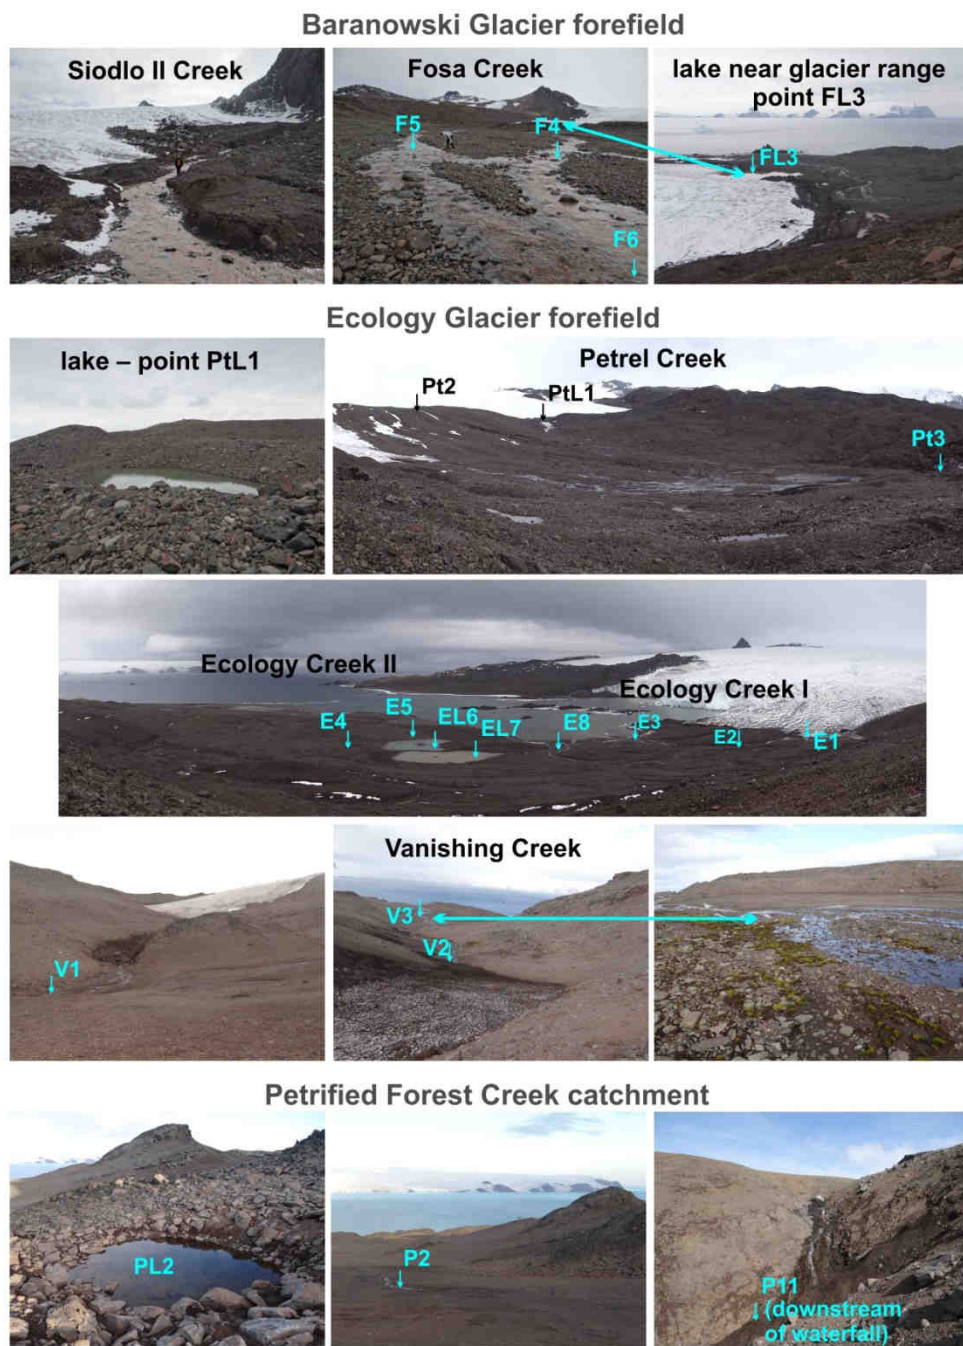 Baranowski Glacier forefield
Siodlo II Creek
Fosa Creek
F5
F4
F6
lake near glacier range
point FL3
FL3
Ecology Glacier forefield
lake – point PtL1
Petrel Creek
Pt2
PtL1
Pt3
Ecology Creek II
Ecology Creek I
E4
E5
EL6
EL7
E8
E3
E2
E1
Vanishing Creek
V1
V3
V2
Petrified Forest Creek catchment
PL2
P2
P11
(downstream
of waterfall)